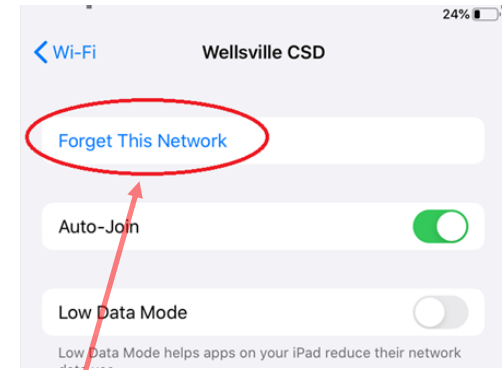 24%
Wi-Fi Wellsville CSD
Forget This Network
Auto-Join
Low Data Mode
Low Data Mode helps apps on your iPad reduce their network